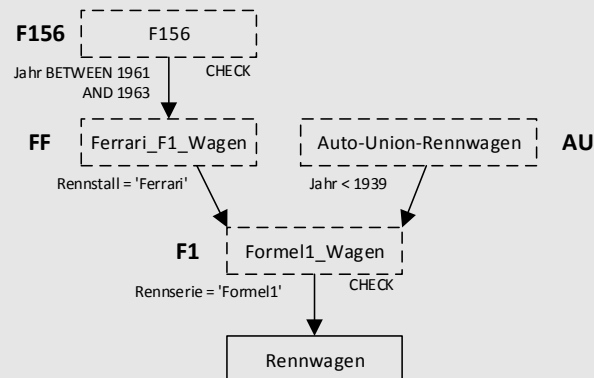 F156
F156
Jahr BETWEEN 1961
AND 1963
CHECK
FF
Ferrari_F1_Wagen
Auto-Union-Rennwagen
AU
Rennstall = 'Ferrari'
Jahr < 1939
F1
Formel1_Wagen
Rennserie = 'Formel1'
CHECK
Rennwagen